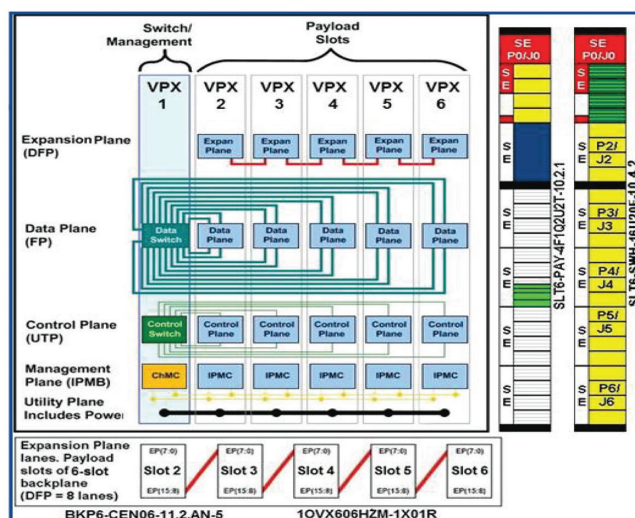 Switch/
Management
Payload
Slots
VPX
1
VPX
2
VPX
3
VPX
4
VPX
5
VPX
6
Expansion Plane
(DFP)
Expan
Plane
Expan
Plane
Expan
Plane
Expan
Plane
Expan
Plane
Data Plane
(FP)
Data
Switch
Data
Plane
Data
Plane
Data
Plane
Data
Plane
Data
Plane
Control Plane
(UTP)
Control
Switch
Control
Plane
Control
Plane
Control
Plane
Control
Plane
Control
Plane
Management
Plane (IPMB)
ChMC
IPMC
IPMC
IPMC
IPMC
IPMC
Utility Plane
Includes Power
Expansion Plane
lanes. Payload
slots of 6-slot
backplane
(DFP = 8 lanes)
EP(7:0)
Slot 2
EP(15:8)
EP(7:0)
Slot 3
EP(15:8)
EP(7:0)
Slot 4
EP(15:8)
EP(7:0)
Slot 5
EP(15:8)
EP(7:0)
Slot 6
EP(15:8)
BKP6-CEN06-11.2.AN-5
1OVX606HZM-1X01R
SE
P0/J0
S
E
S
E
S
E
S
E
S
E
S
E
SLT6-PAY-4F1Q2U2T-10.2.1
SE
P0/J0
S
E
S
E
P2/
J2
S
E
P3/
J3
S
E
P4/
J4
S
E
P5/
J5
S
E
P6/
J6